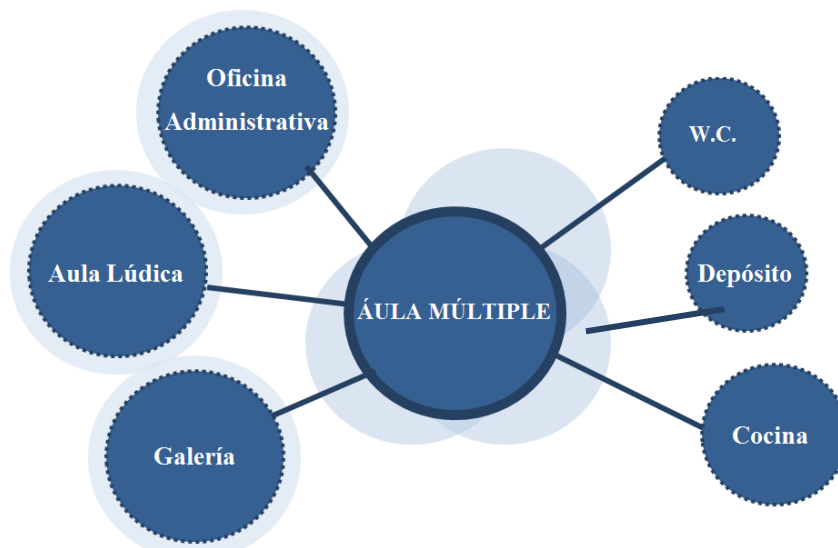 Oficina
Administrativa
W.C.
Aula Lúdica
Depósito
ÁULA MÚLTIPLE
Galería
Cocina